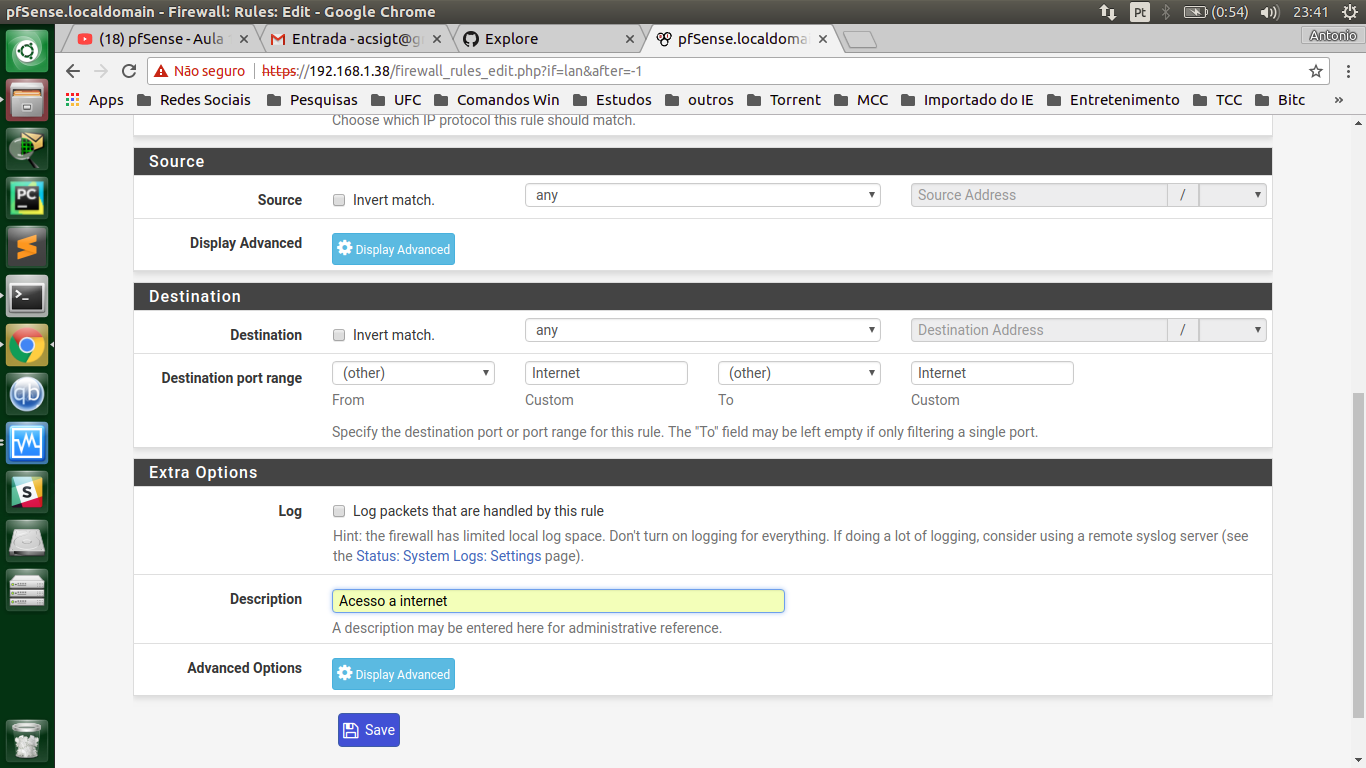 pfSense.localdomain - Firewall: Rules: Edit - Google Chrome
Pt
(0:54)
23:41
(18) pfSense - Aula
Entrada - acsigt@g
Explore
pfSense.localdoma
Antonio
Não seguro
https://192.168.1.38/firewall_rules_edit.php?if=lan&after=-1
Apps
Redes Sociais
Pesquisas
UFC
Comandos Win
Estudos
outros
Torrent
MCC
Importado do IE
Entretenimento
TCC
Bitc
»
Choose which IP protocol this rule should match.
Source
Source
Invert match.
any
Source Address
/
Display Advanced
Display Advanced
Destination
Destination
Invert match.
any
Destination Address
/
Destination port range
(other)
Internet
(other)
Internet
From
Custom
To
Custom
Specify the destination port or port range for this rule. The "To" field may be left empty if only filtering a single port.
Extra Options
Log
Log packets that are handled by this rule
Hint: the firewall has limited local log space. Don't turn on logging for everything. If doing a lot of logging, consider using a remote syslog server (see
the Status: System Logs: Settings page).
Description
Acesso a internet
A description may be entered here for administrative reference.
Advanced Options
Display Advanced
Save
PC
S
qb
S